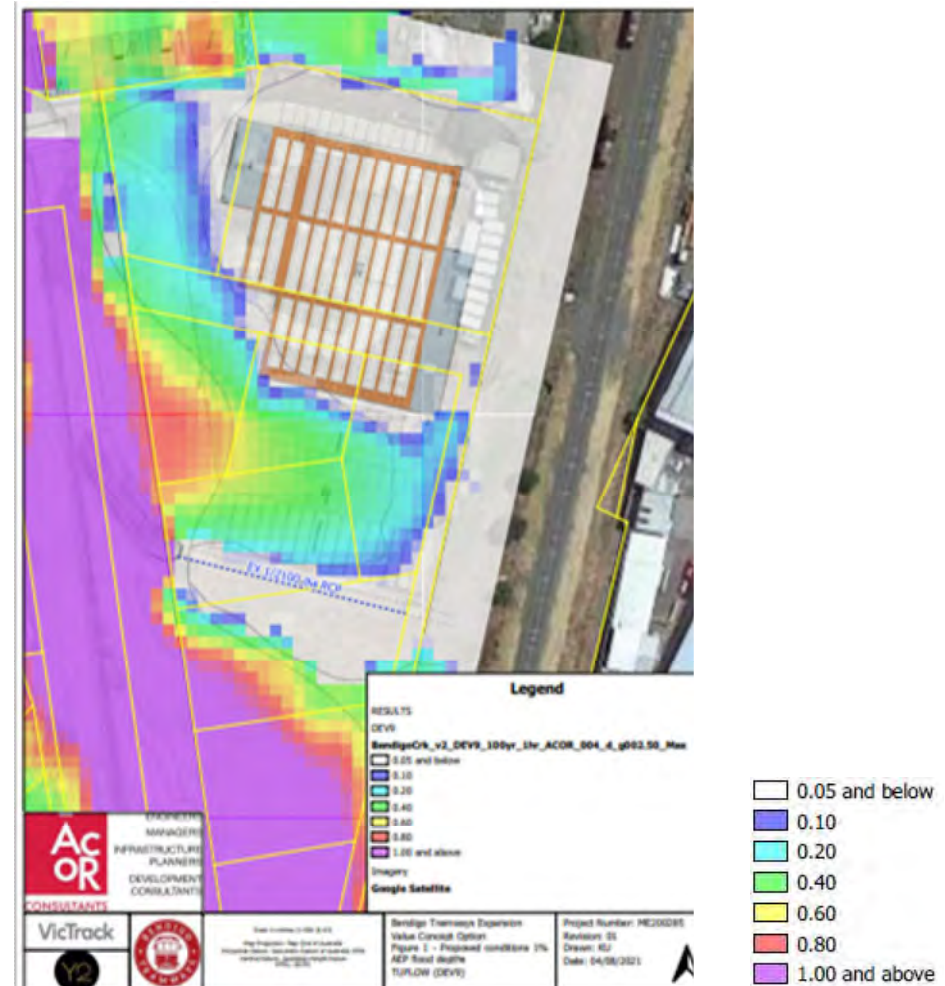 EX 1/2100 dia RCP
Legend
RESULTS
DEV9
BendigoCrk_v2_DEV9_100yr_1hr_ACOR_004_d_g002.50_Max
0.05 and below
0.10
0.20
0.40
0.60
0.80
1.00 and above
Imagery
Google Satellite
ACOR
CONSULTANTS
ENGINEERS
MANAGERS
INFRASTRUCTURE
PLANNERS
DEVELOPMENT
CONSULTANTS
VicTrack
Y2
BENDIGO
TRAMWAYS
Bendigo Tramways Expansion
Value Concept Option
Figure 1 - Proposed conditions 1%
AEP flood depths
TUFLOW (DEV9)
Project Number: ME200285
Revision: 01
Drawn: KU
Date: 04/08/2021
0.05 and below
0.10
0.20
0.40
0.60
0.80
1.00 and above